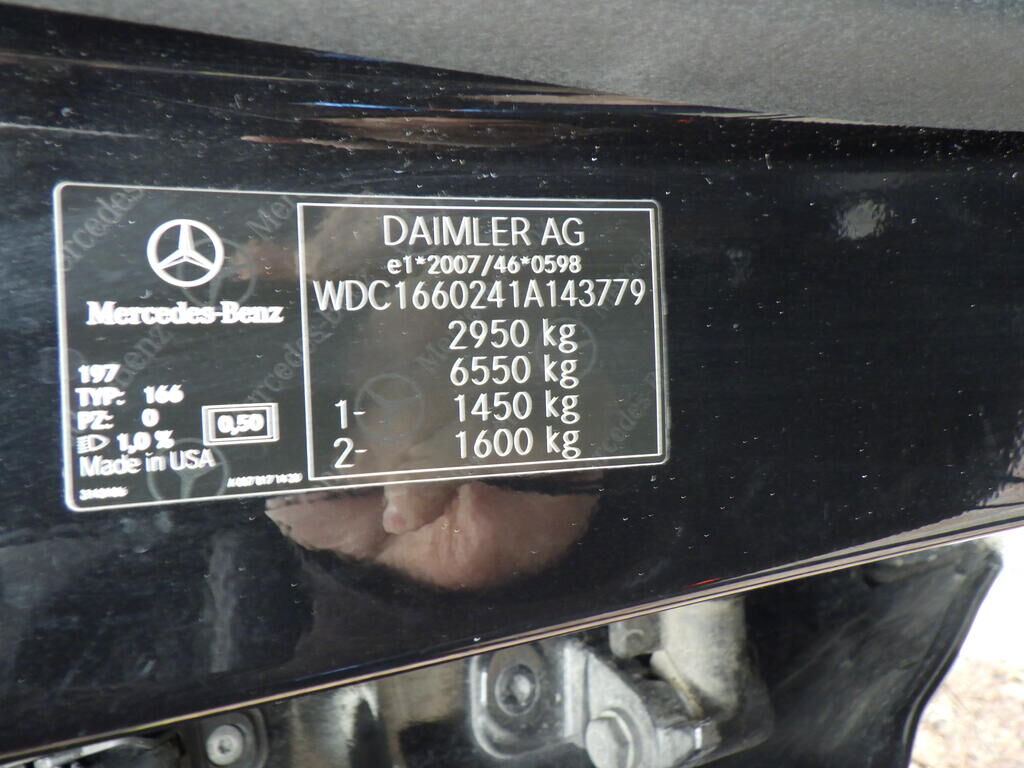 Mercedes-Benz
197
TYP: 166
PZ: 0
1,0 %
0,50
Made in USA
DAIMLER AG
e1*2007/46*0598
WDC1660241A143779
2950 kg
6550 kg
1- 1450 kg
2- 1600 kg